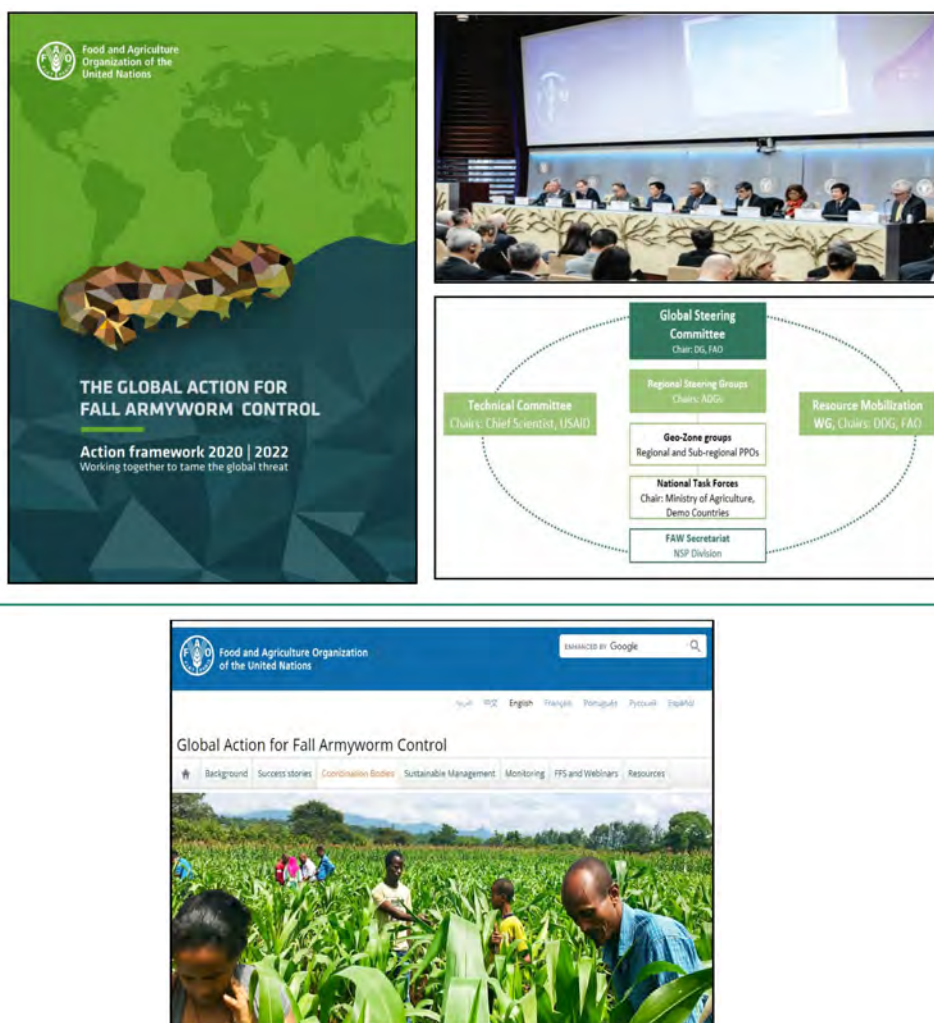 Food and Agriculture
Organization of the
United Nations
THE GLOBAL ACTION FOR
FALL ARMYWORM CONTROL
Action framework 2020 | 2022
Working together to tame the global threat
Global Steering
Committee
Chair: DG, FAO
Regional Steering Groups
Chairs: ADGs
Technical Committee
Chairs: Chief Scientist, USAID
Resource Mobilization
WG, Chairs: DDG, FAO
Geo-Zone groups
Regional and Sub-regional PPOs
National Task Forces
Chair: Ministry of Agriculture,
Demo Countries
FAW Secretariat
NSP Division
Food and Agriculture Organization
of the United Nations
ENHANCED BY Google
中文 English Français Português Русский Español
Global Action for Fall Armyworm Control
Background Success stories Coordination Bodies Sustainable Management Monitoring FFS and Webinars Resources